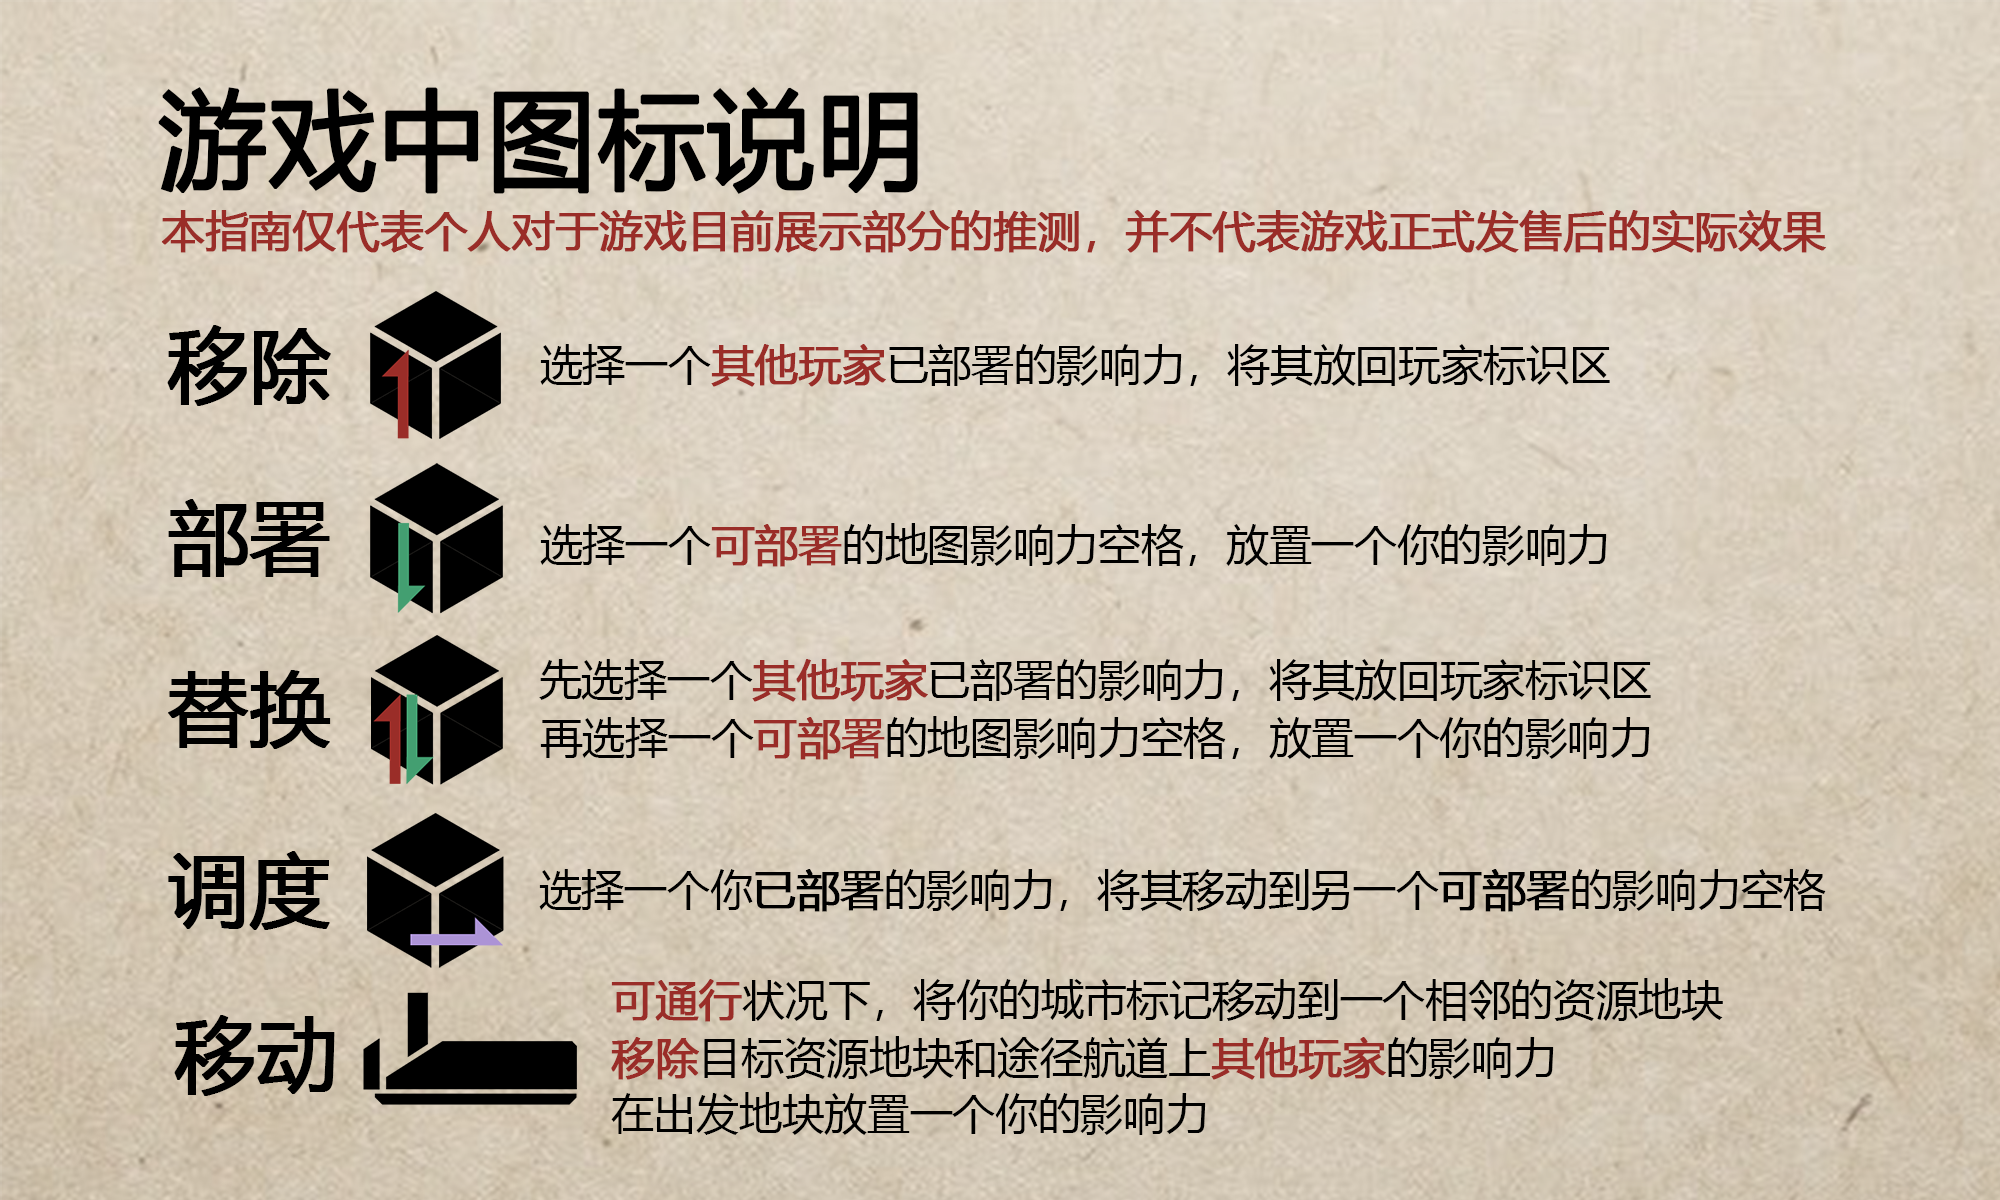 游戏中图标说明
本指南仅代表个人对于游戏目前展示部分的推测，并不代表游戏正式发售后的实际效果
移除
选择一个其他玩家已部署的影响力，将其放回玩家标识区
部署
选择一个可部署的地图影响力空格，放置一个你的影响力
替换
先选择一个其他玩家已部署的影响力，将其放回玩家标识区
再选择一个可部署的地图影响力空格，放置一个你的影响力
调度
选择一个你已部署的影响力，将其移动到另一个可部署的影响力空格
移动
可通行状况下，将你的城市标记移动到一个相邻的资源地块
移除目标资源地块和途径航道上其他玩家的影响力
在出发地块放置一个你的影响力